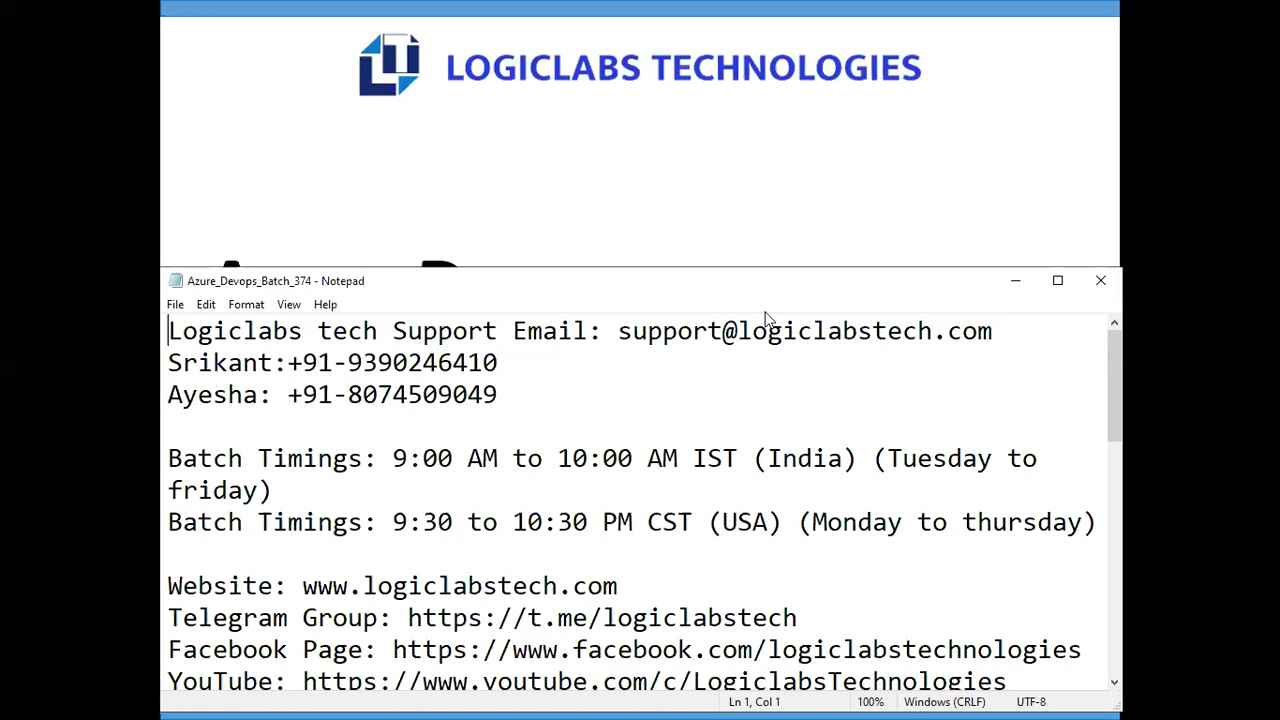 LOGICLABS TECHNOLOGIES
Azure_Devops_Batch_374 - Notepad
File Edit Format View Help
Logiclabs tech Support Email: support@logiclabstech.com
Srikant:+91-9390246410
Ayesha: +91-8074509049
Batch Timings: 9:00 AM to 10:00 AM IST (India) (Tuesday to
friday)
Batch Timings: 9:30 to 10:30 PM CST (USA) (Monday to thursday)
Website: www.logiclabstech.com
Telegram Group: https://t.me/logiclabstech
Facebook Page: https://www.facebook.com/logiclabstechnologies
YouTube: https://www.youtube.com/c/LogiclabsTechnologies
Ln 1, Col 1 100% Windows (CRLF) UTF-8